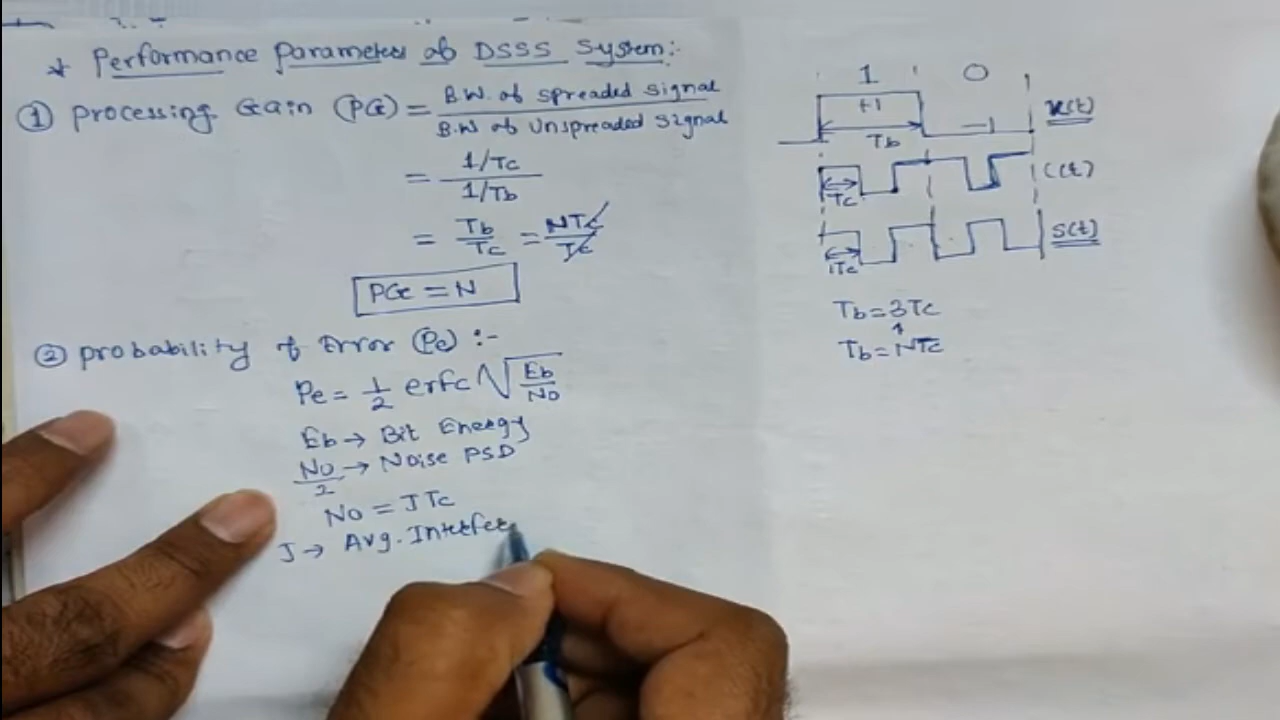 * Performance Parameters of DSSS System:-
① Processing Gain (PG) = B.W. of spreaded signal / B.W of Unspreaded Signal
= 1/Tc / 1/Tb
= Tb/Tc = NTc/Tc
PG = N
② Probability of Error (Pe) :-
Pe = 1/2 erfc √Eb/No
Eb → Bit Energy
No/2 → Noise PSD
No = JTc
J → Avg. Interfer
1 0
+1 -1 x(t)
Tb
c(t)
Tc
s(t)
Tc
Tb = 3Tc
Tb = NTc